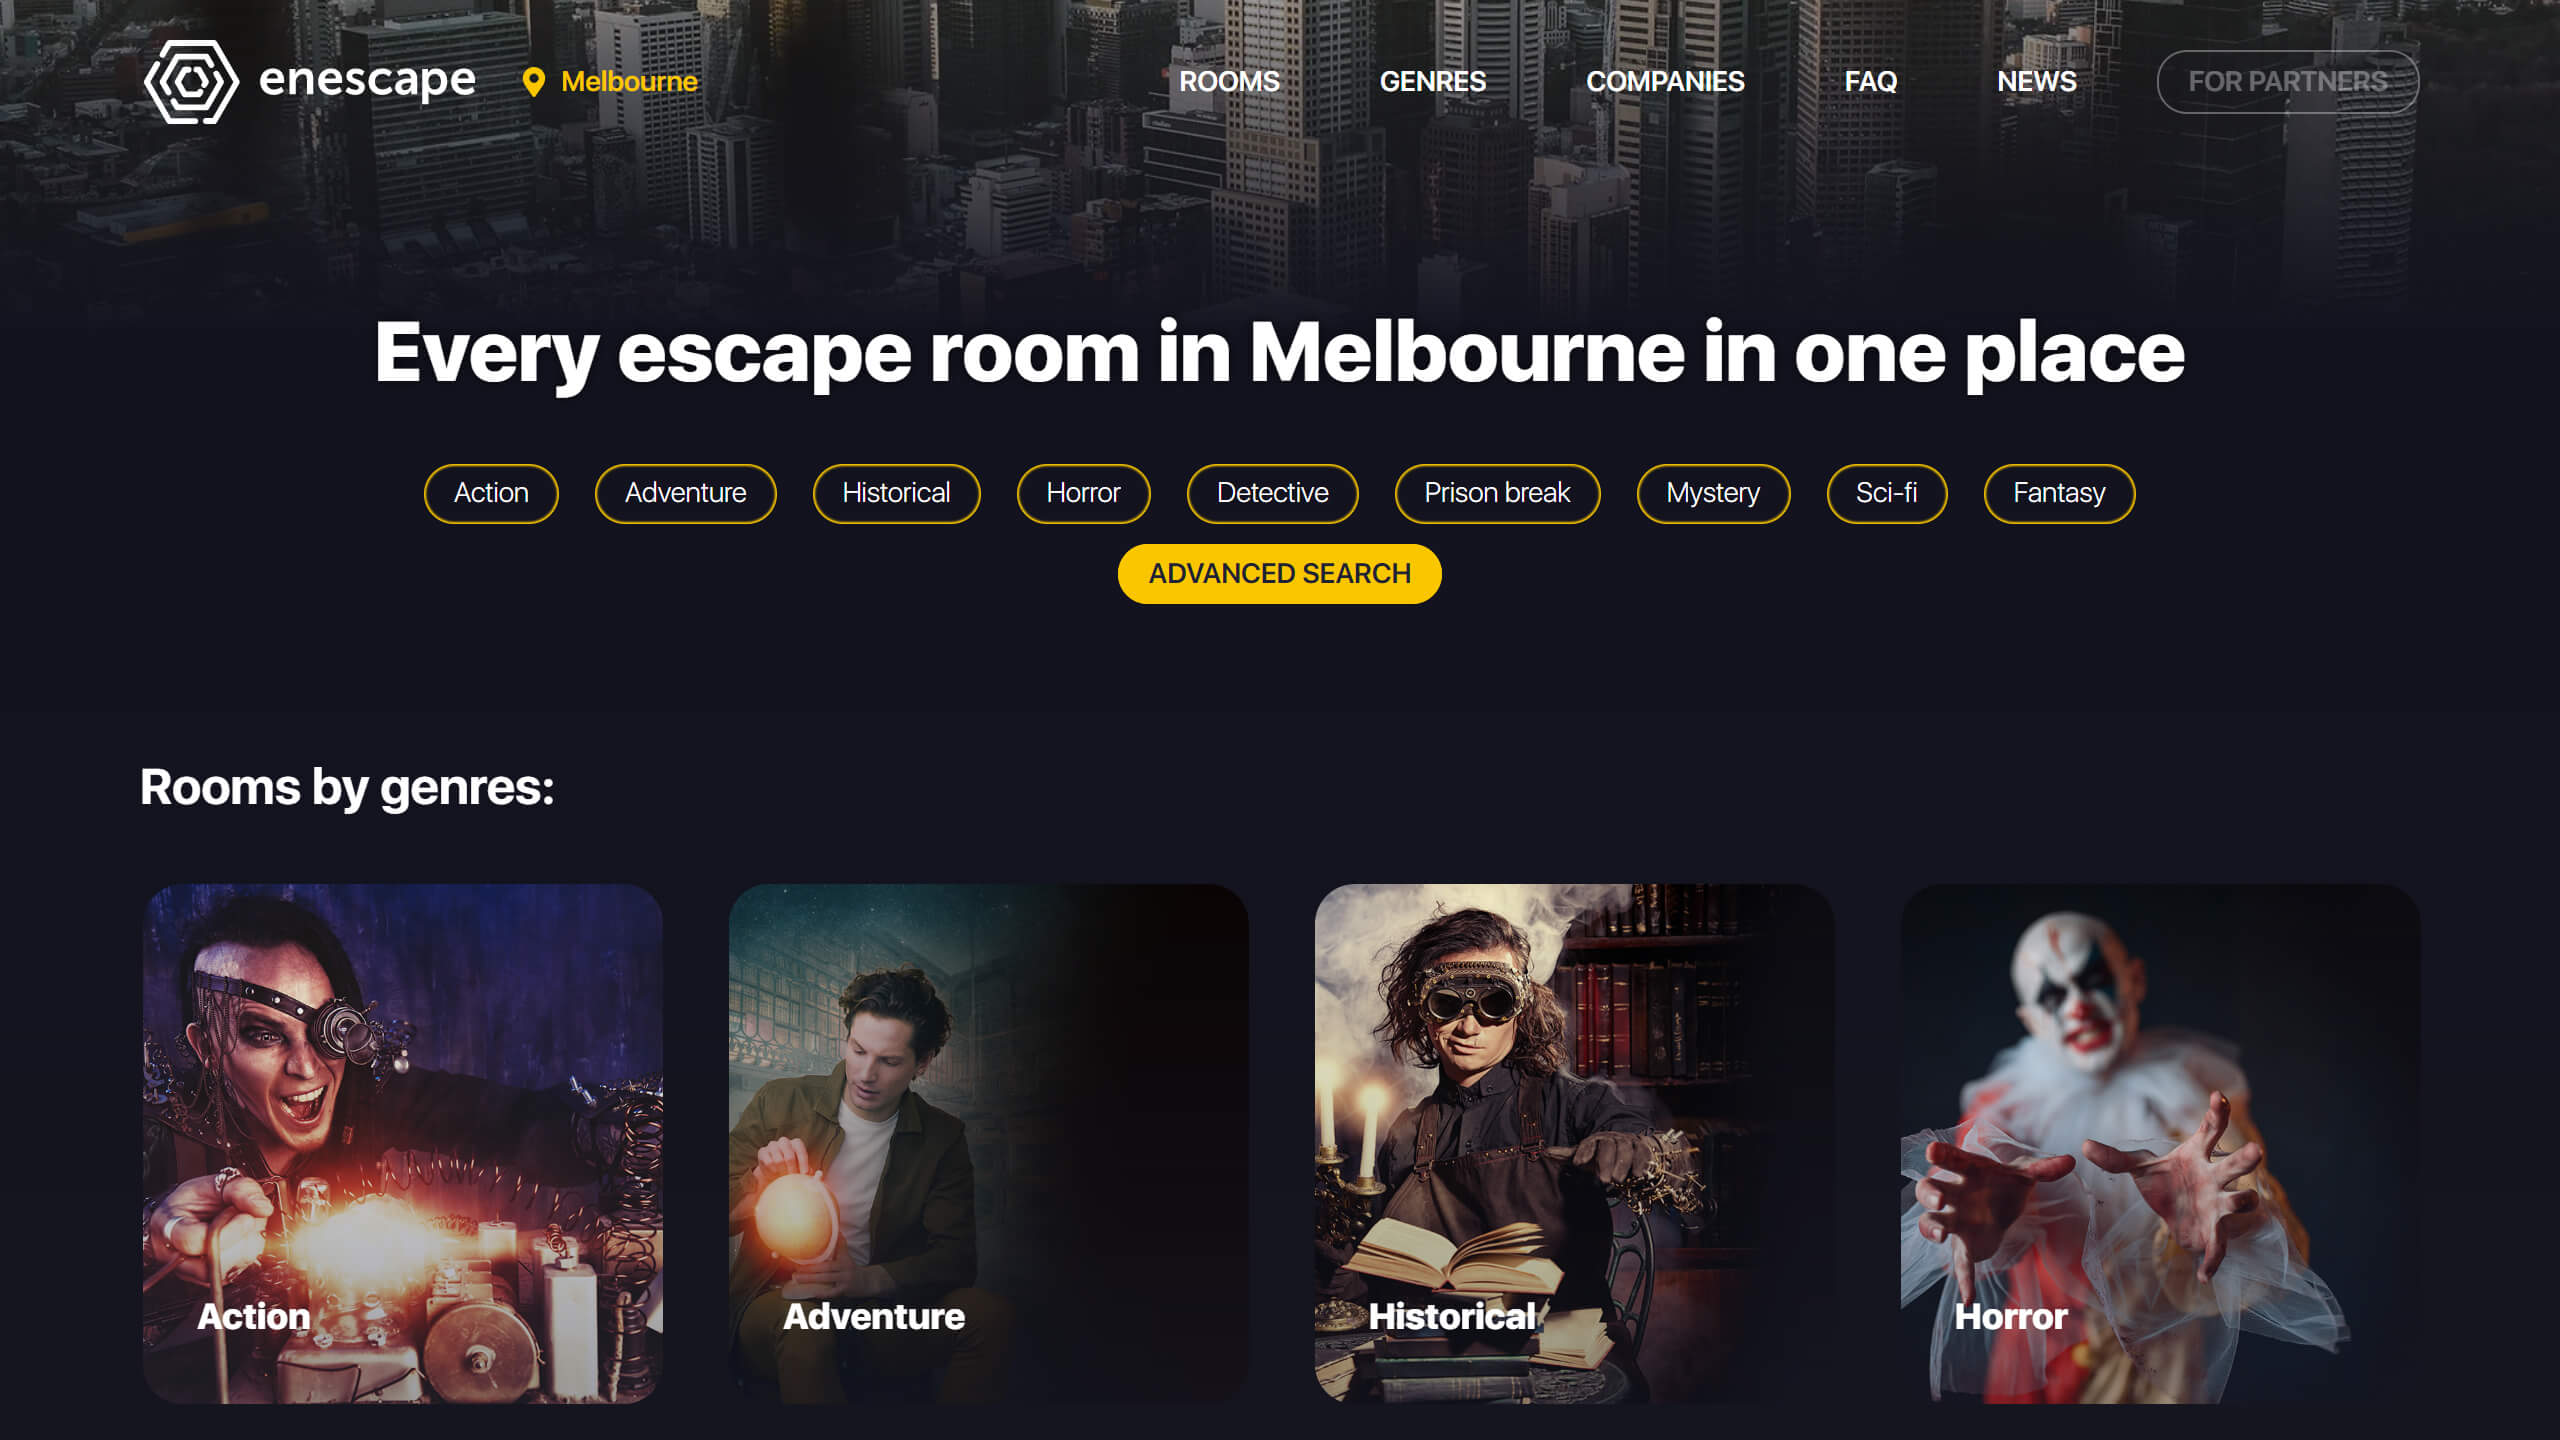 enescape
Melbourne
ROOMS GENRES COMPANIES FAQ NEWS FOR PARTNERS
Every escape room in Melbourne in one place
Action Adventure Historical Horror Detective Prison break Mystery Sci-fi Fantasy
ADVANCED SEARCH
Rooms by genres:
Action
Adventure
Historical
Horror